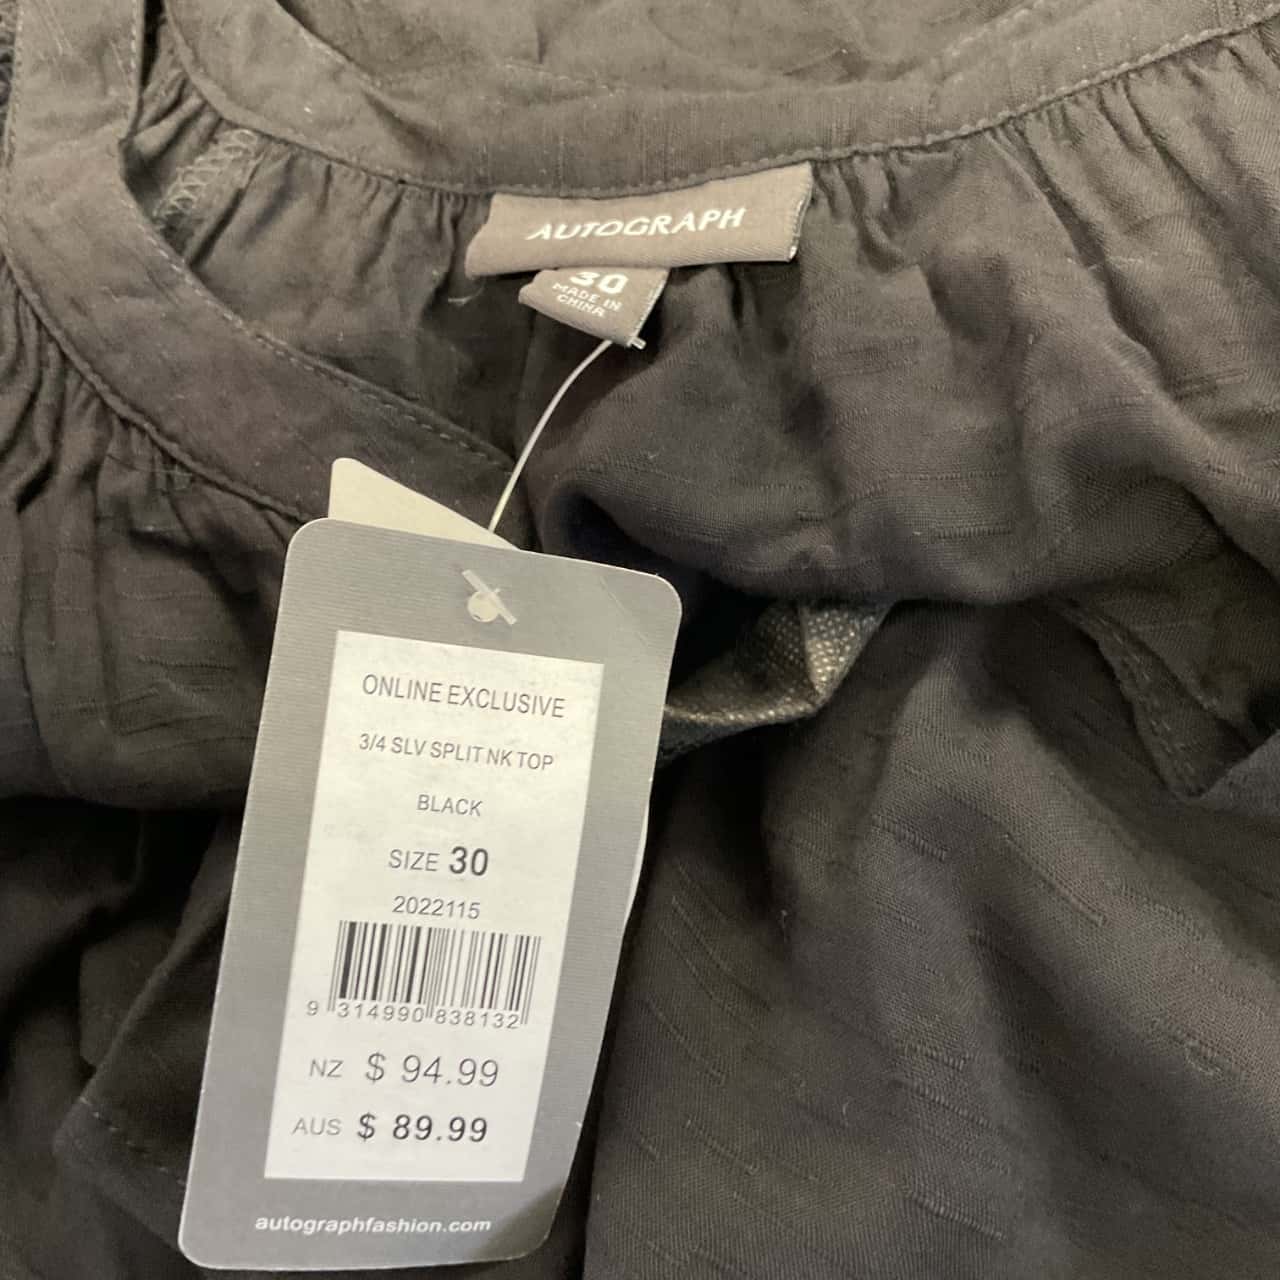 AUTOGRAPH
30
MADE IN
CHINA
ONLINE EXCLUSIVE
3/4 SLV SPLIT NK TOP
BLACK
SIZE 30
2022115
9 314990 838132
NZ $ 94.99
AUS $ 89.99
autographfashion.com